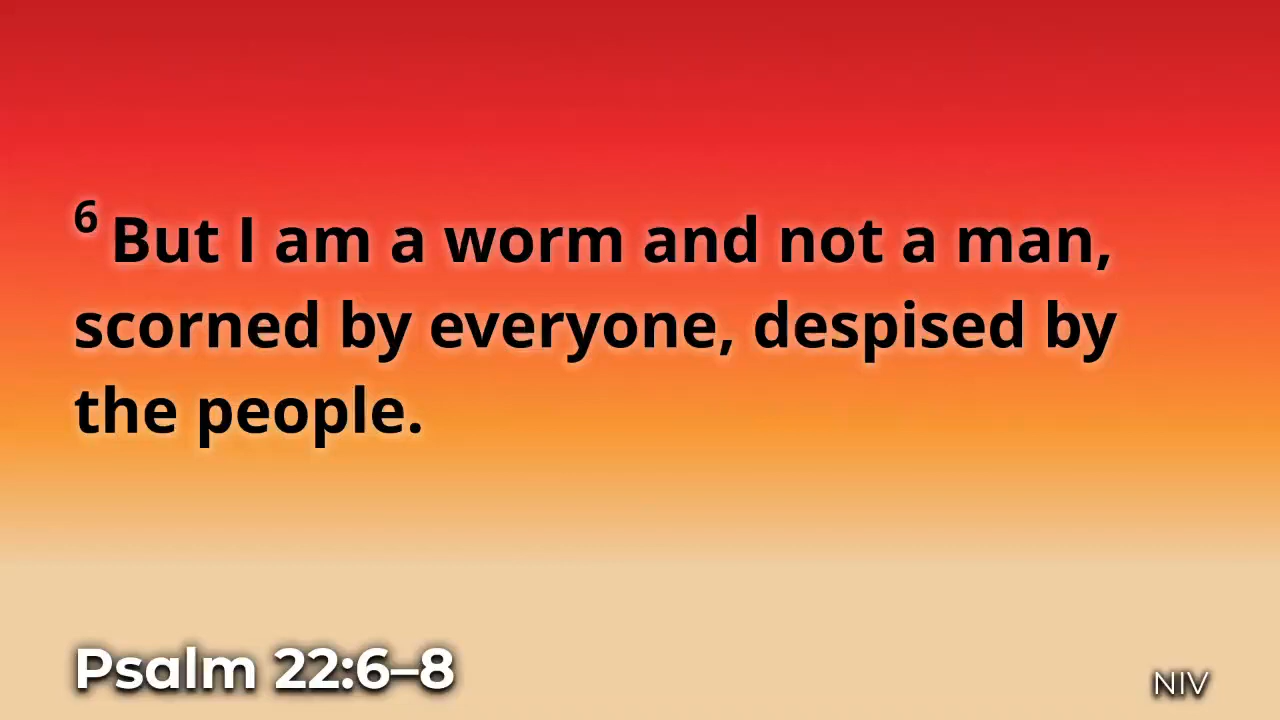 6 But I am a worm and not a man,
scorned by everyone, despised by
the people.
Psalm 22:6–8
NIV